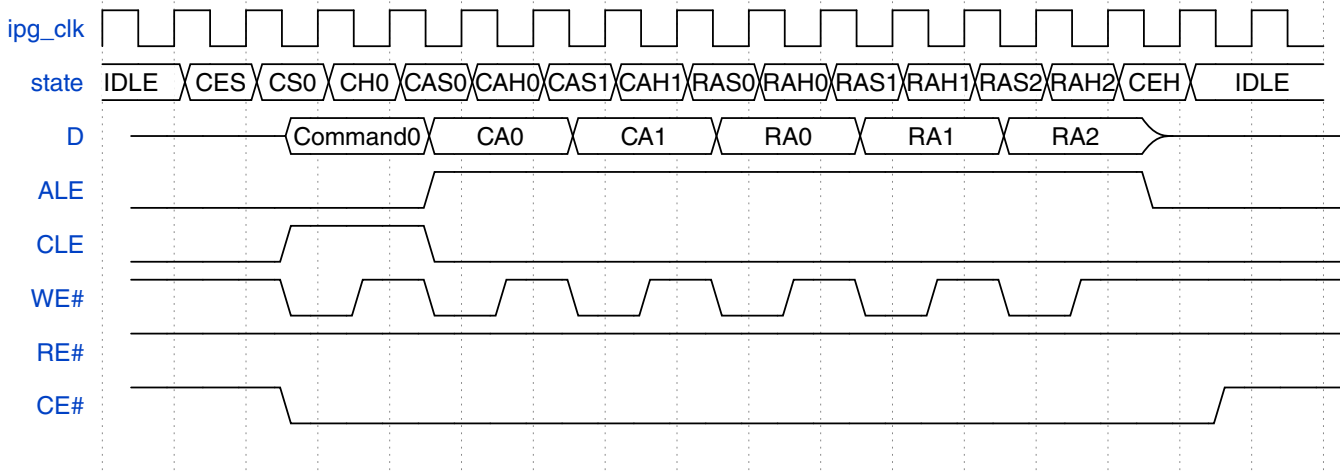 ipg_clk
state IDLE CES CS0 CH0 CAS0 CAH0 CAS1 CAH1 RAS0 RAH0 RAS1 RAH1 RAS2 RAH2 CEH IDLE
D Command0 CA0 CA1 RA0 RA1 RA2
ALE
CLE
WE#
RE#
CE#